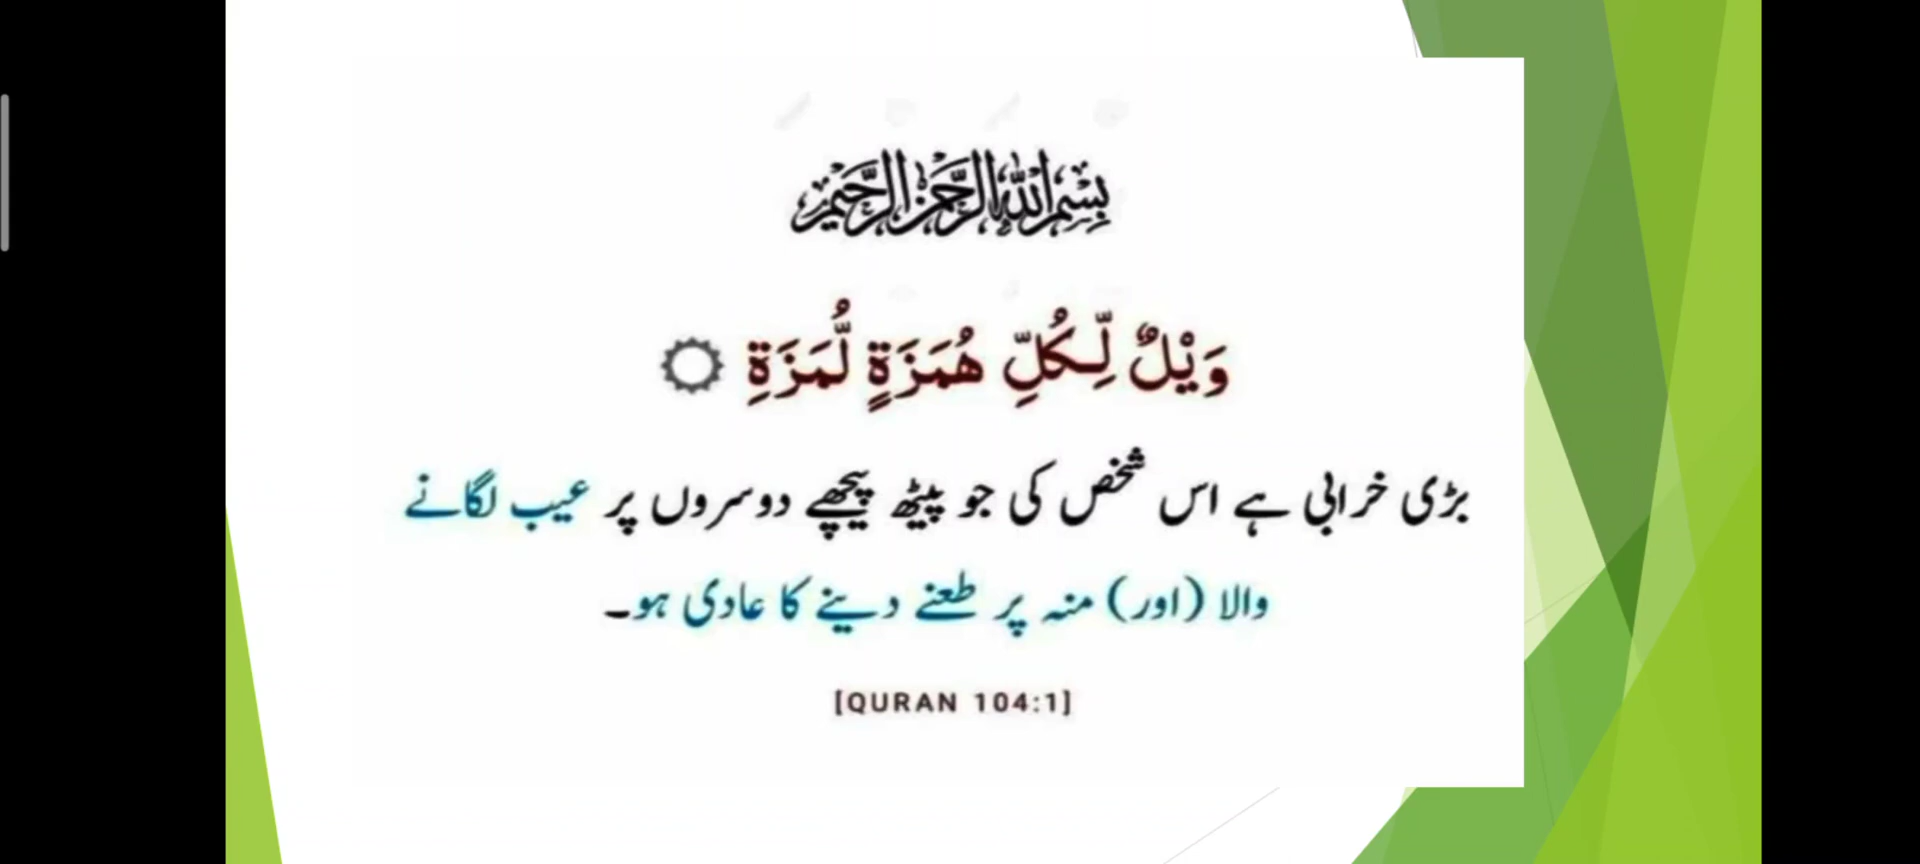 بِسْمِ اللهِ الرَّحْمٰنِ الرَّحِيْمِ
وَيْلٌ لِّكُلِّ هُمَزَةٍ لُّمَزَةِ
بڑی خرابی ہے اس شخص کی جو پیٹھ پیچھے دوسروں پر عیب لگانے
والا (اور) منہ پر طعنے دینے کا عادی ہو۔
[QURAN 104:1]